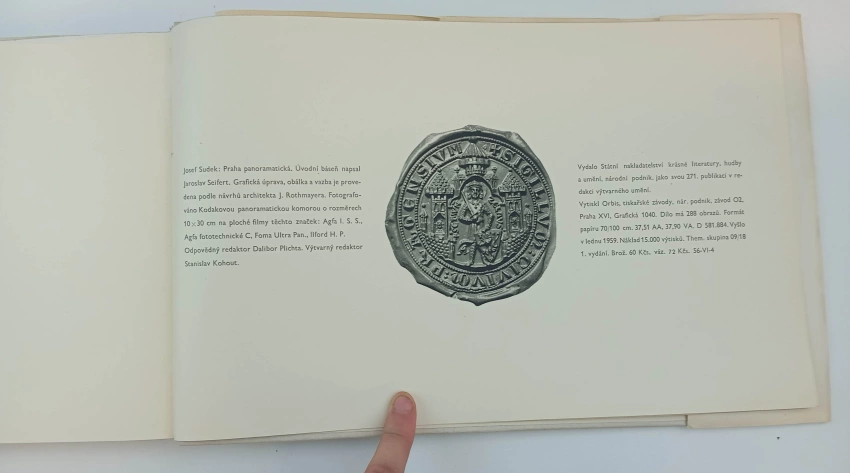 Josef Sudek: Praha panoramatická. Úvodní báseň napsal
Jaroslav Seifert. Grafická úprava, obálka a vazba je prove-
dena podle návrhů architekta J. Rothmayera. Fotografo-
váno Kodakovou panoramatickou komorou o rozměrech
10×30 cm na ploché filmy těchto značek: Agfa I. S. S.,
Agfa fototechnické C, Foma Ultra Pan., Ilford H. P.
Odpovědný redaktor Dalibor Plichta. Výtvarný redaktor
Stanislav Kohout.
SIGILLUM CIVIUM PRAGENSIUM
Vydalo Státní nakladatelství krásné literatury, hudby
a umění, národní podnik, jako svou 271. publikaci v re-
dakci výtvarného umění.
Vytiskl Orbis, tiskařské závody, nár. podnik, závod 02,
Praha XVI, Grafická 1040. Dílo má 288 obrazů. Formát
papíru 70/100 cm. 37,51 AA, 37,90 VA. D 581.884. Vyšlo
v lednu 1959. Náklad 15.000 výtisků. Them. skupina 09/18
1. vydání. Brož. 60 Kčs, váz. 72 Kčs. 56-VI-4